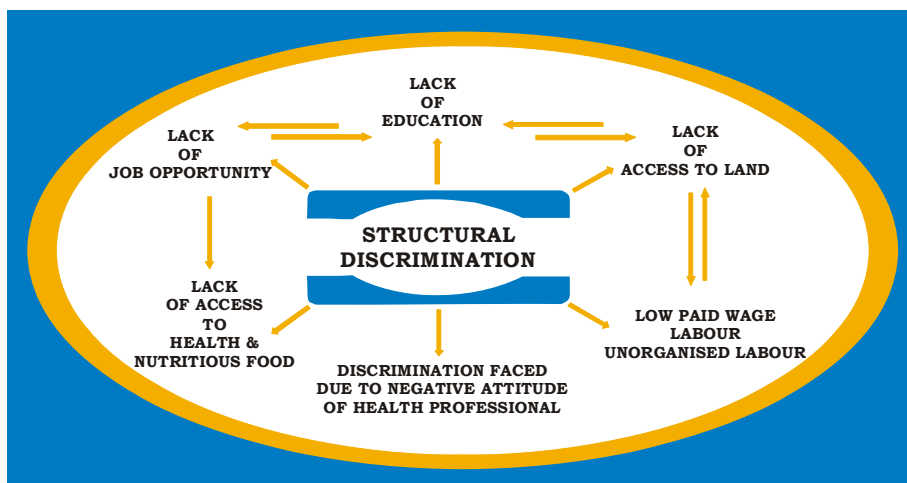 LACK
OF
EDUCATION
LACK
OF
JOB OPPORTUNITY
LACK
OF
ACCESS TO LAND
STRUCTURAL
DISCRIMINATION
LACK
OF ACCESS
TO
HEALTH &
NUTRITIOUS FOOD
DISCRIMINATION FACED
DUE TO NEGATIVE ATTITUDE
OF HEALTH PROFESSIONAL
LOW PAID WAGE
LABOUR
UNORGANISED LABOUR